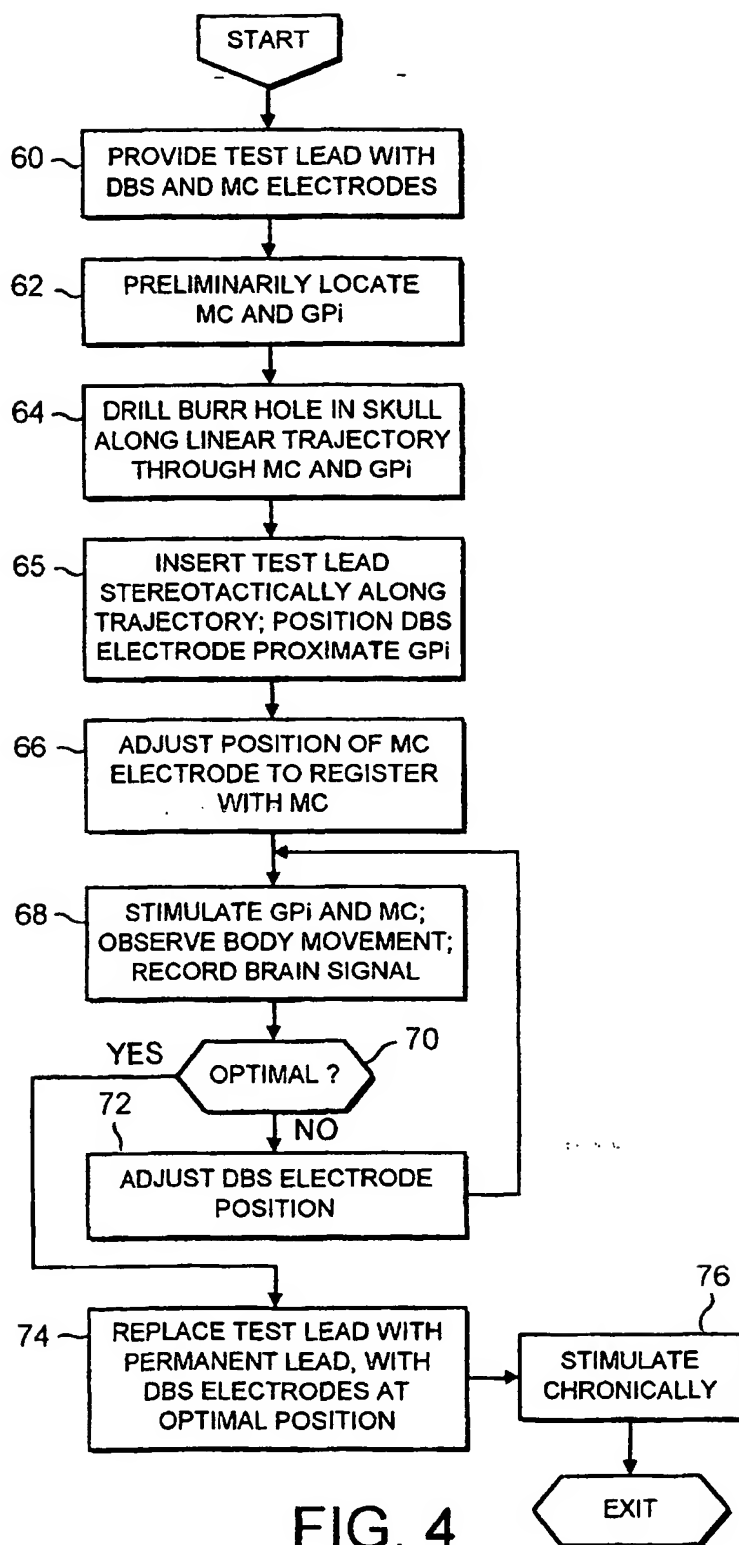 START
60
PROVIDE TEST LEAD WITH
DBS AND MC ELECTRODES
62
PRELIMINARILY LOCATE
MC AND GPi
64
DRILL BURR HOLE IN SKULL
ALONG LINEAR TRAJECTORY
THROUGH MC AND GPi
65
INSERT TEST LEAD
STEREOTACTICALLY ALONG
TRAJECTORY; POSITION DBS
ELECTRODE PROXIMATE GPi
66
ADJUST POSITION OF MC
ELECTRODE TO REGISTER
WITH MC
68
STIMULATE GPi AND MC;
OBSERVE BODY MOVEMENT;
RECORD BRAIN SIGNAL
70
YES
OPTIMAL ?
72
NO
ADJUST DBS ELECTRODE
POSITION
74
REPLACE TEST LEAD WITH
PERMANENT LEAD, WITH
DBS ELECTRODES AT
OPTIMAL POSITION
76
STIMULATE
CHRONICALLY
EXIT
FIG. 4